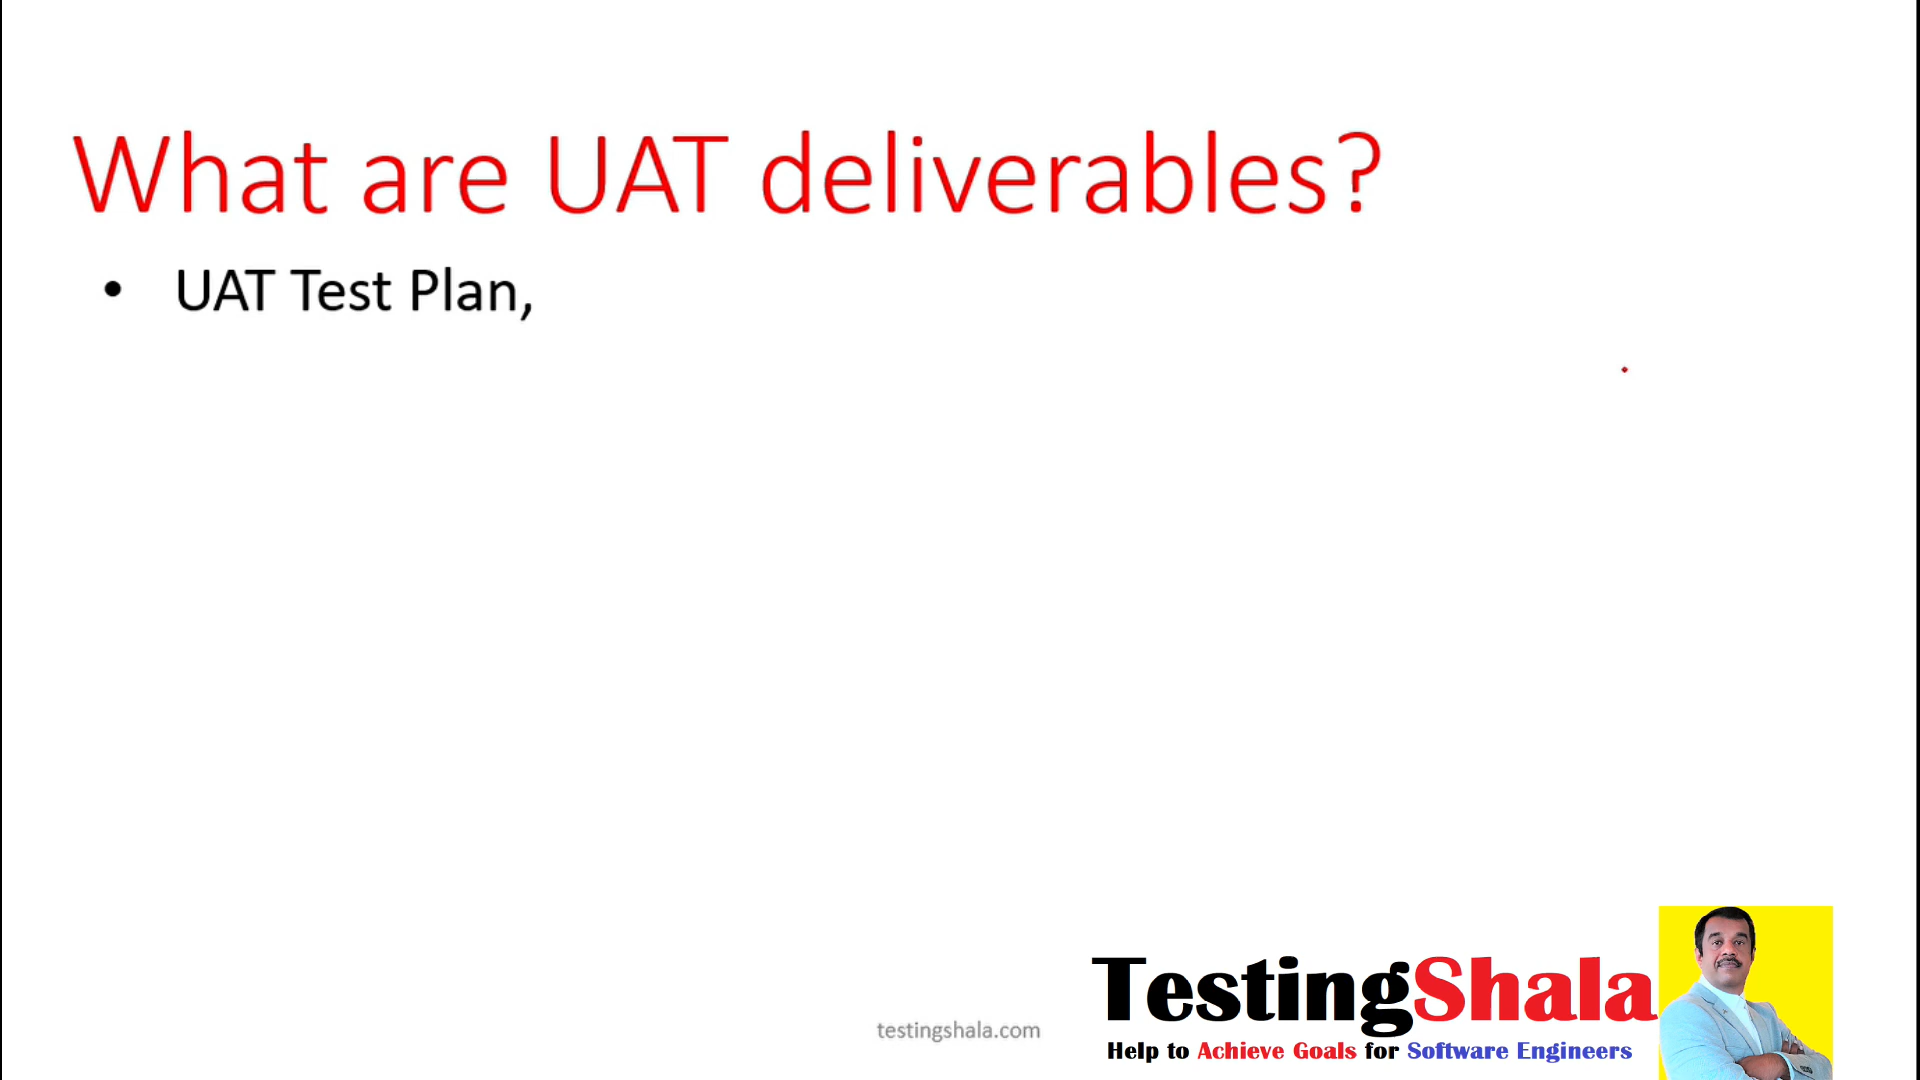 What are UAT deliverables?
• UAT Test Plan,
TestingShala
testingshala.com
Help to Achieve Goals for Software Engineers